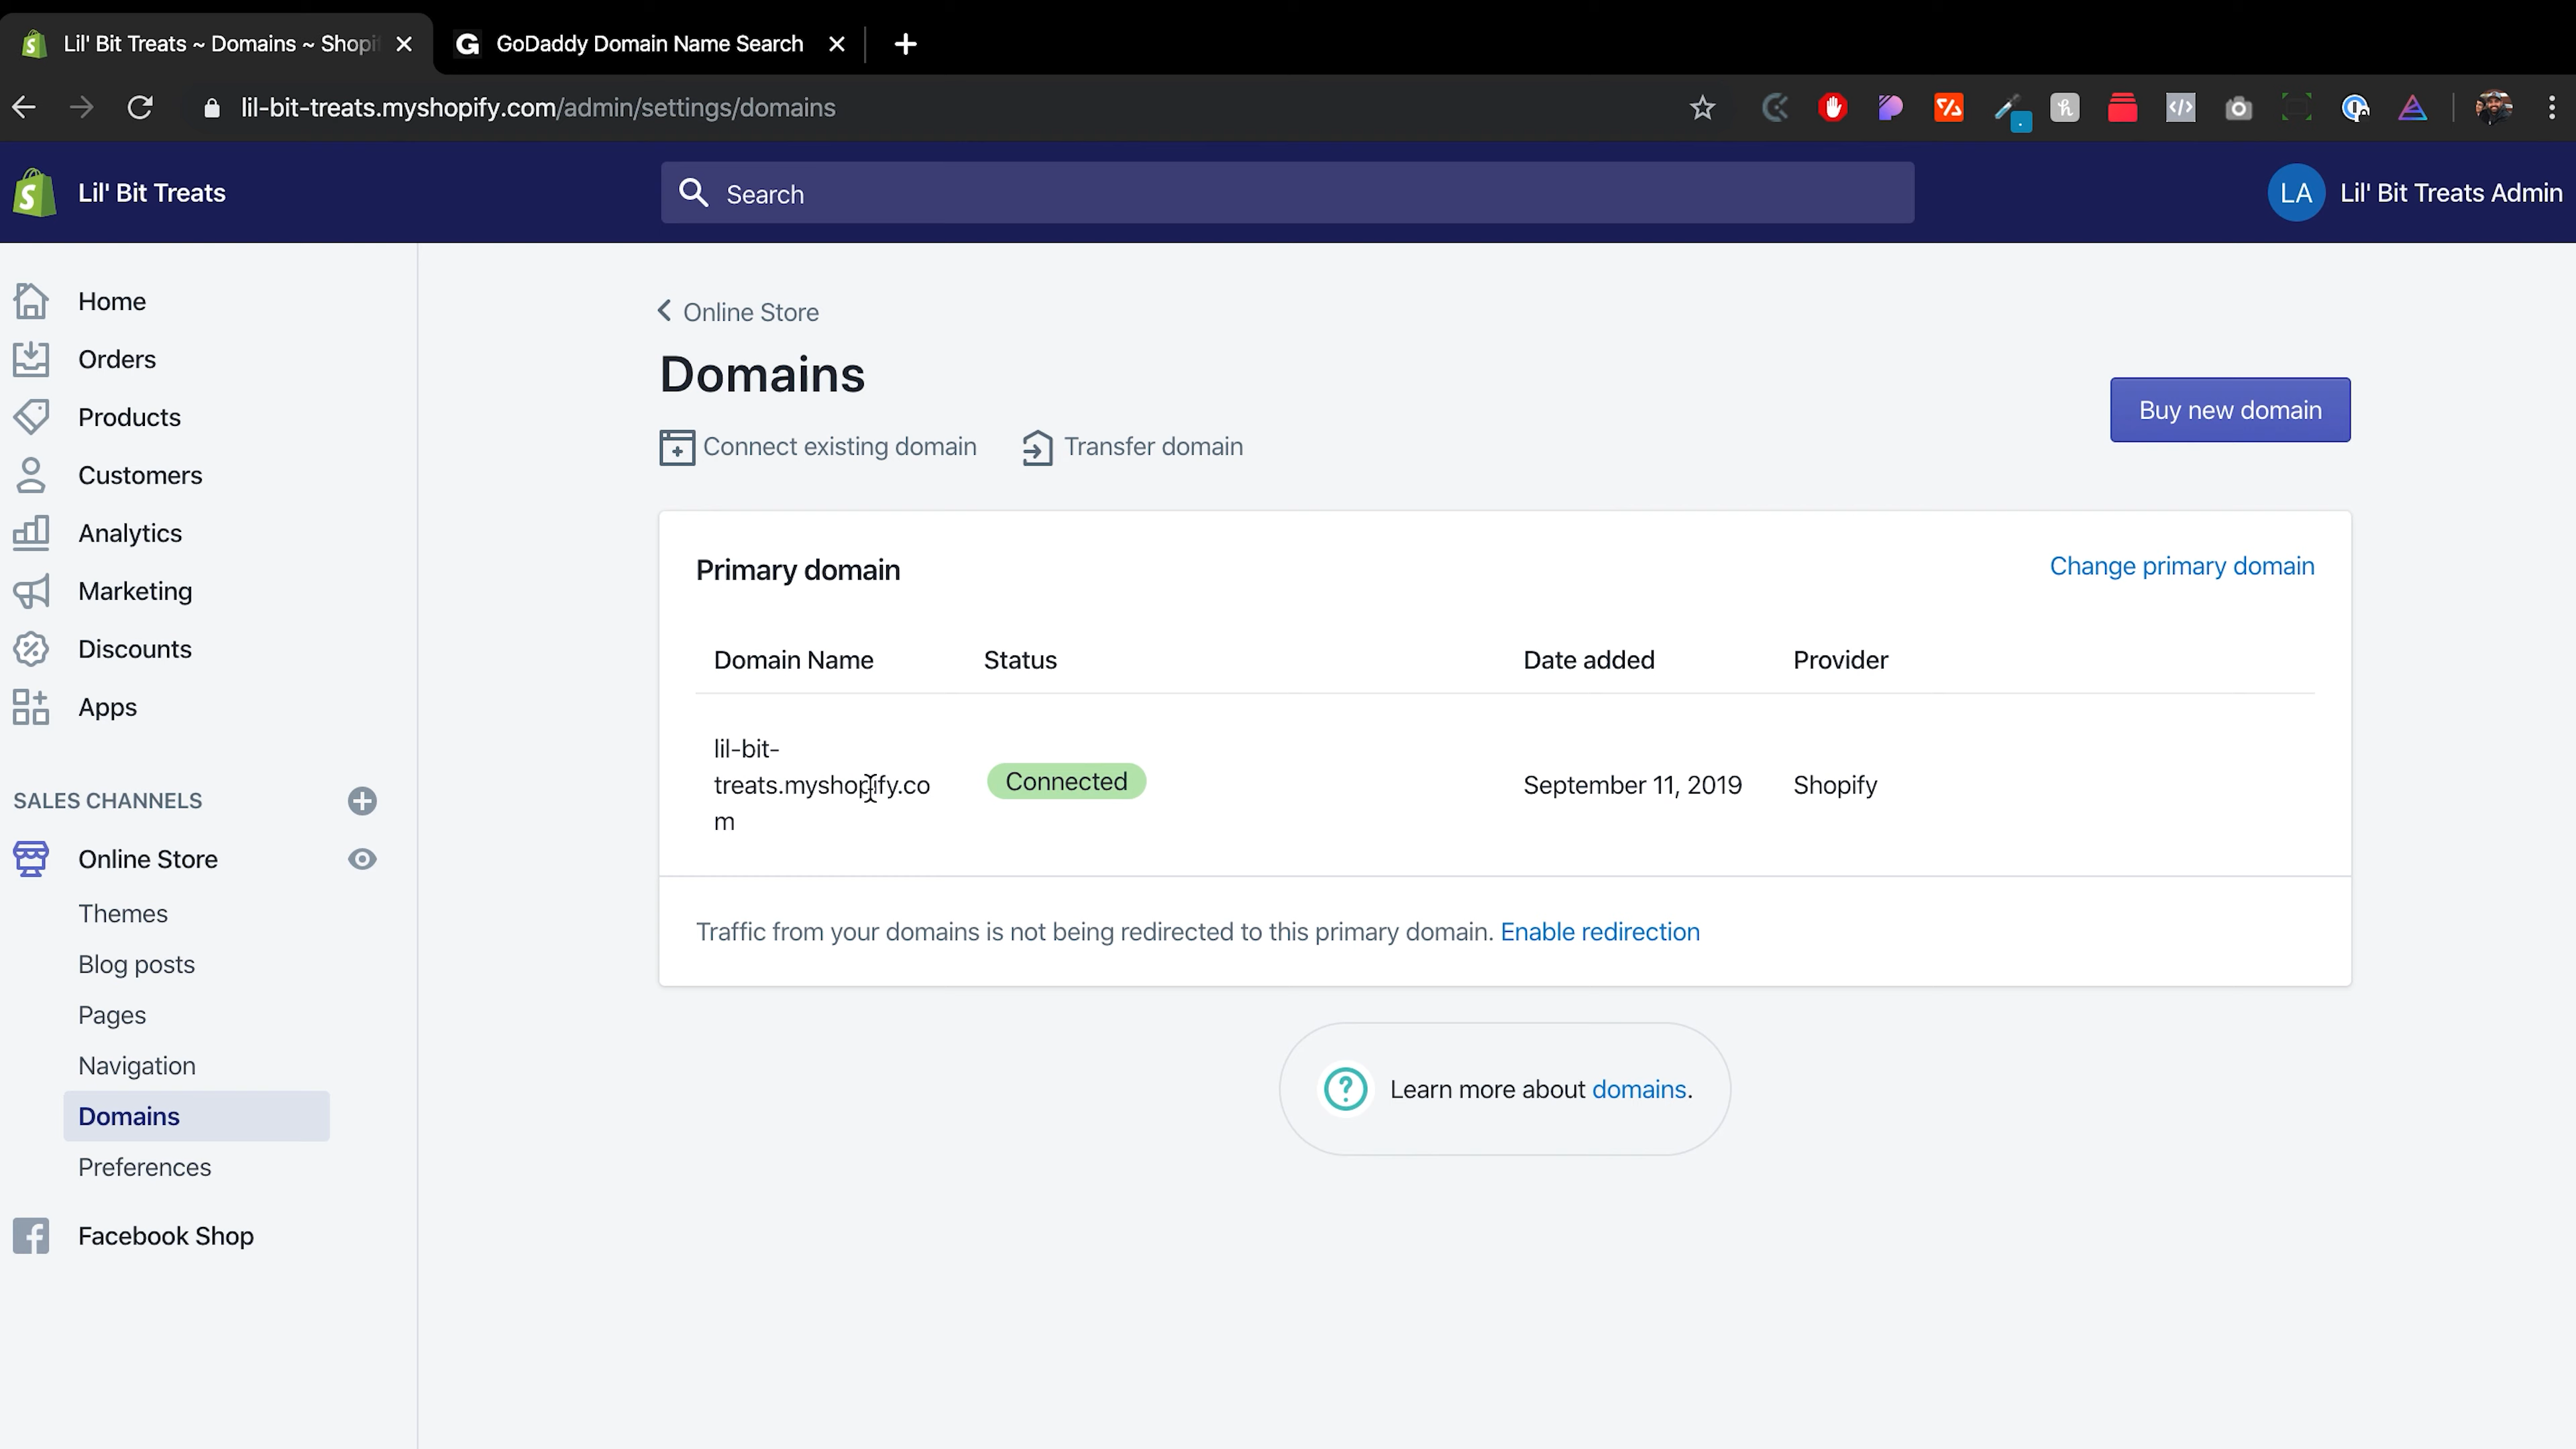 Lil' Bit Treats ~ Domains ~ Shopif
GoDaddy Domain Name Search
lil-bit-treats.myshopify.com/admin/settings/domains
Lil' Bit Treats
Search
LA
Lil' Bit Treats Admin
Home
Orders
Products
Customers
Analytics
Marketing
Discounts
Apps
SALES CHANNELS
Online Store
Themes
Blog posts
Pages
Navigation
Domains
Preferences
Facebook Shop
Online Store
Domains
Connect existing domain
Transfer domain
Buy new domain
Primary domain
Change primary domain
Domain Name Status Date added Provider
lil-bit-
treats.myshopify.co Connected September 11, 2019 Shopify
m
Traffic from your domains is not being redirected to this primary domain. Enable redirection
Learn more about domains.